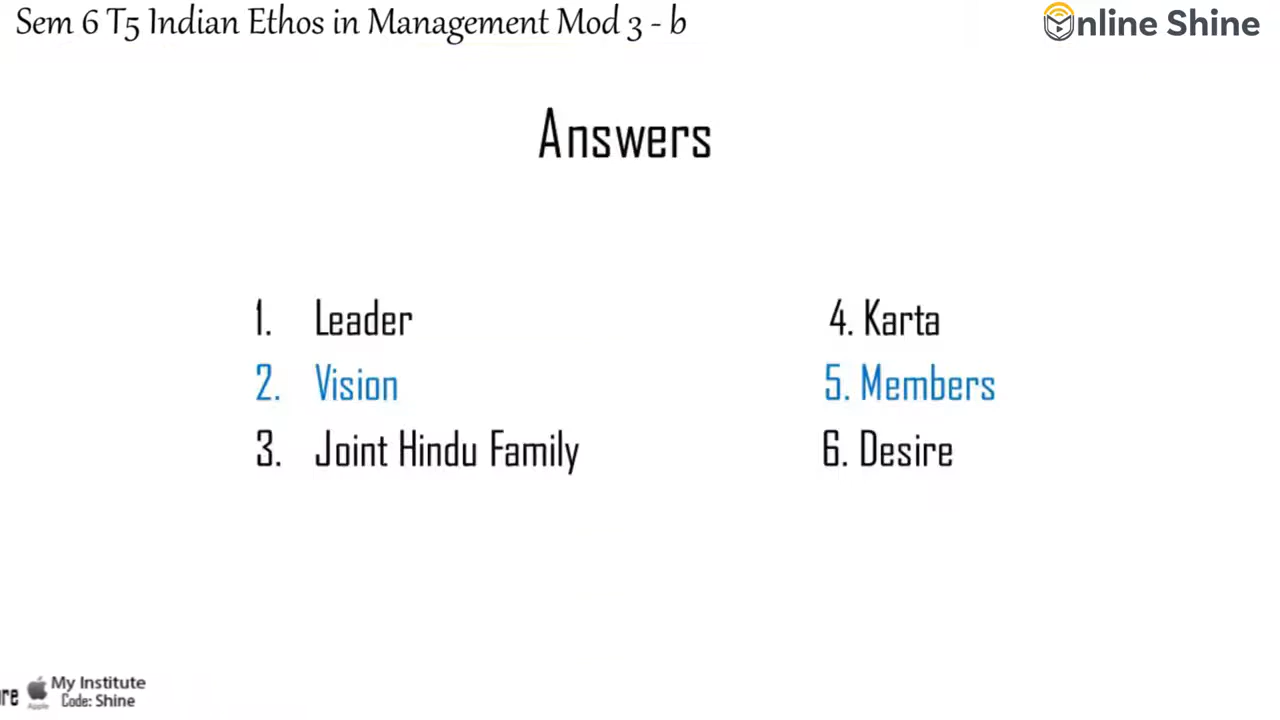 Sem 6 T5 Indian Ethos in Management Mod 3 - b
Online Shine
Answers
1. Leader
2. Vision
3. Joint Hindu Family
4. Karta
5. Members
6. Desire
My Institute
Apple
Code: Shine